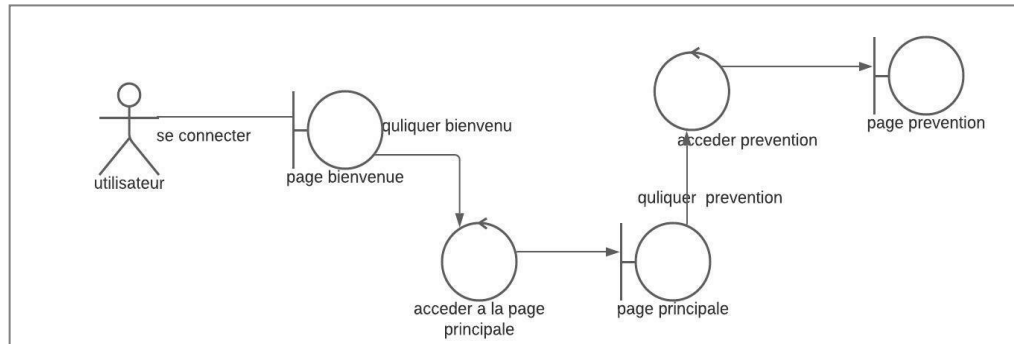 utilisateur
se connecter
page bienvenue
quliquer bienvenu
acceder a la page
principale
page principale
quliquer prevention
acceder prevention
page prevention